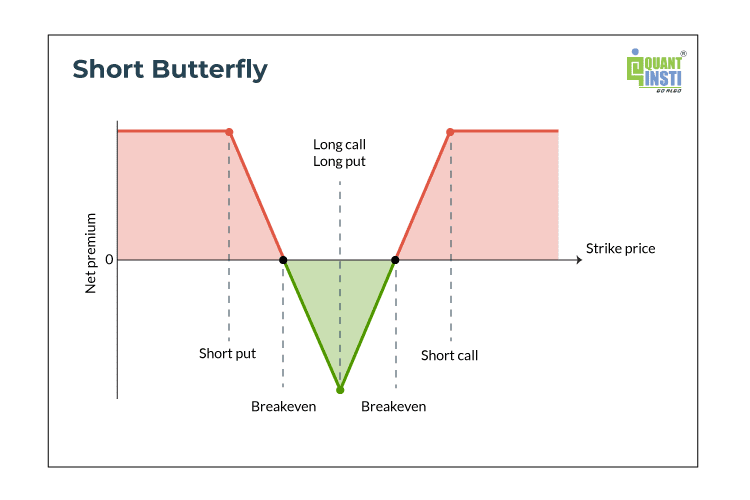 Short Butterfly
QUANT
INSTI
®
GO ALGO
Long call
Long put
Strike price
0
Net premium
Short put
Short call
Breakeven
Breakeven